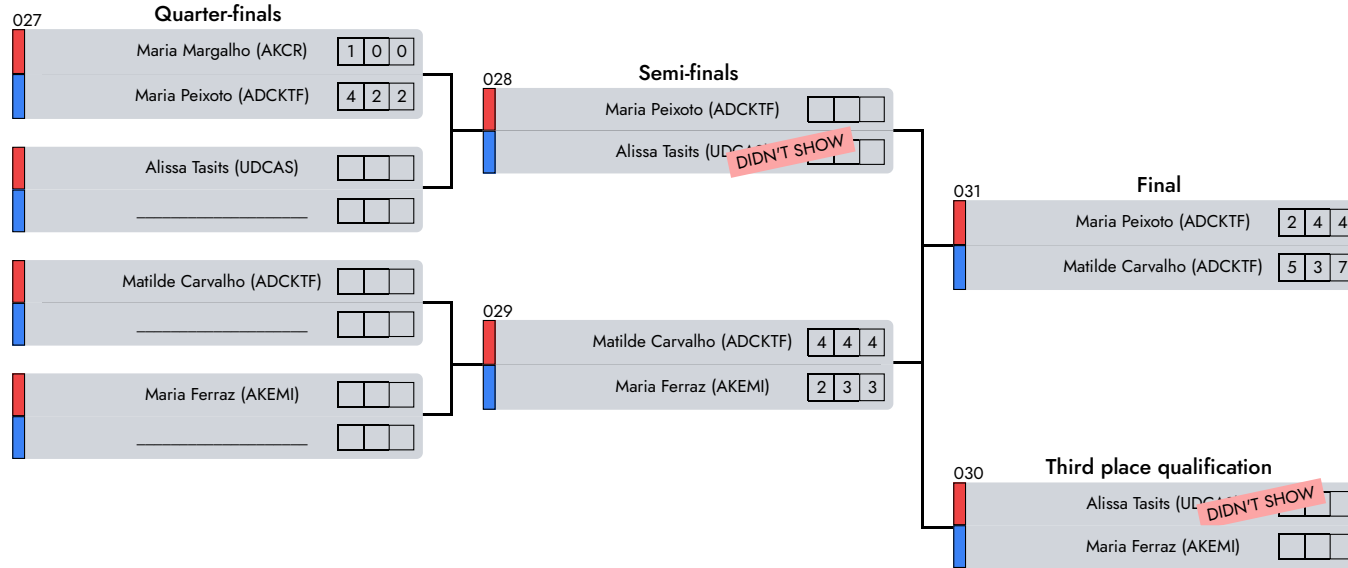 Quarter-finals
027
Maria Margalho (AKCR) 1 0 0
Maria Peixoto (ADCKTF) 4 2 2
Alissa Tasits (UDCAS)
Matilde Carvalho (ADCKTF)
Maria Ferraz (AKEMI)
Semi-finals
028
Maria Peixoto (ADCKTF)
Alissa Tasits
DIDN'T SHOW
029
Matilde Carvalho (ADCKTF) 4 4 4
Maria Ferraz (AKEMI) 2 3 3
Final
031
Maria Peixoto (ADCKTF) 2 4 4
Matilde Carvalho (ADCKTF) 5 3 7
Third place qualification
030
Alissa Tasits
DIDN'T SHOW
Maria Ferraz (AKEMI)